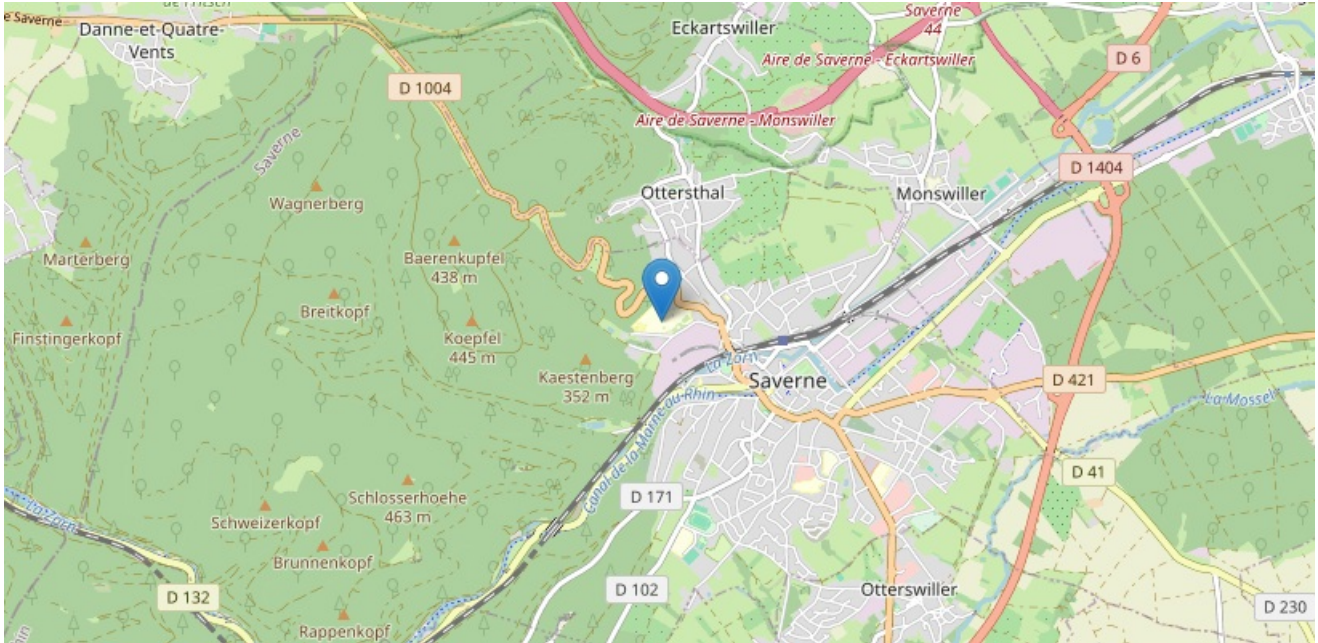 de Saverne
Danne-et-Quatre-
Vents
D 1004
Eckartswiller
Saverne
44
Aire de Saverne - Eckartswiller
D 6
Aire de Saverne - Monswiller
Saverne
Wagnerberg
Ottersthal
Monswiller
D 1404
Marterberg
Baerenkupfel
438 m
Breitkopf
Finstingerkopf
Koepfel
445 m
Kaestenberg
352 m
La Zorn
Saverne
D 421
La Mossel
Canal de la Marne au Rhin
D 41
Schlosserhoehe
463 m
D 171
La Zorn
Schweizerkopf
Brunnenkopf
D 132
D 102
Otterswiller
D 230
Rappenkopf